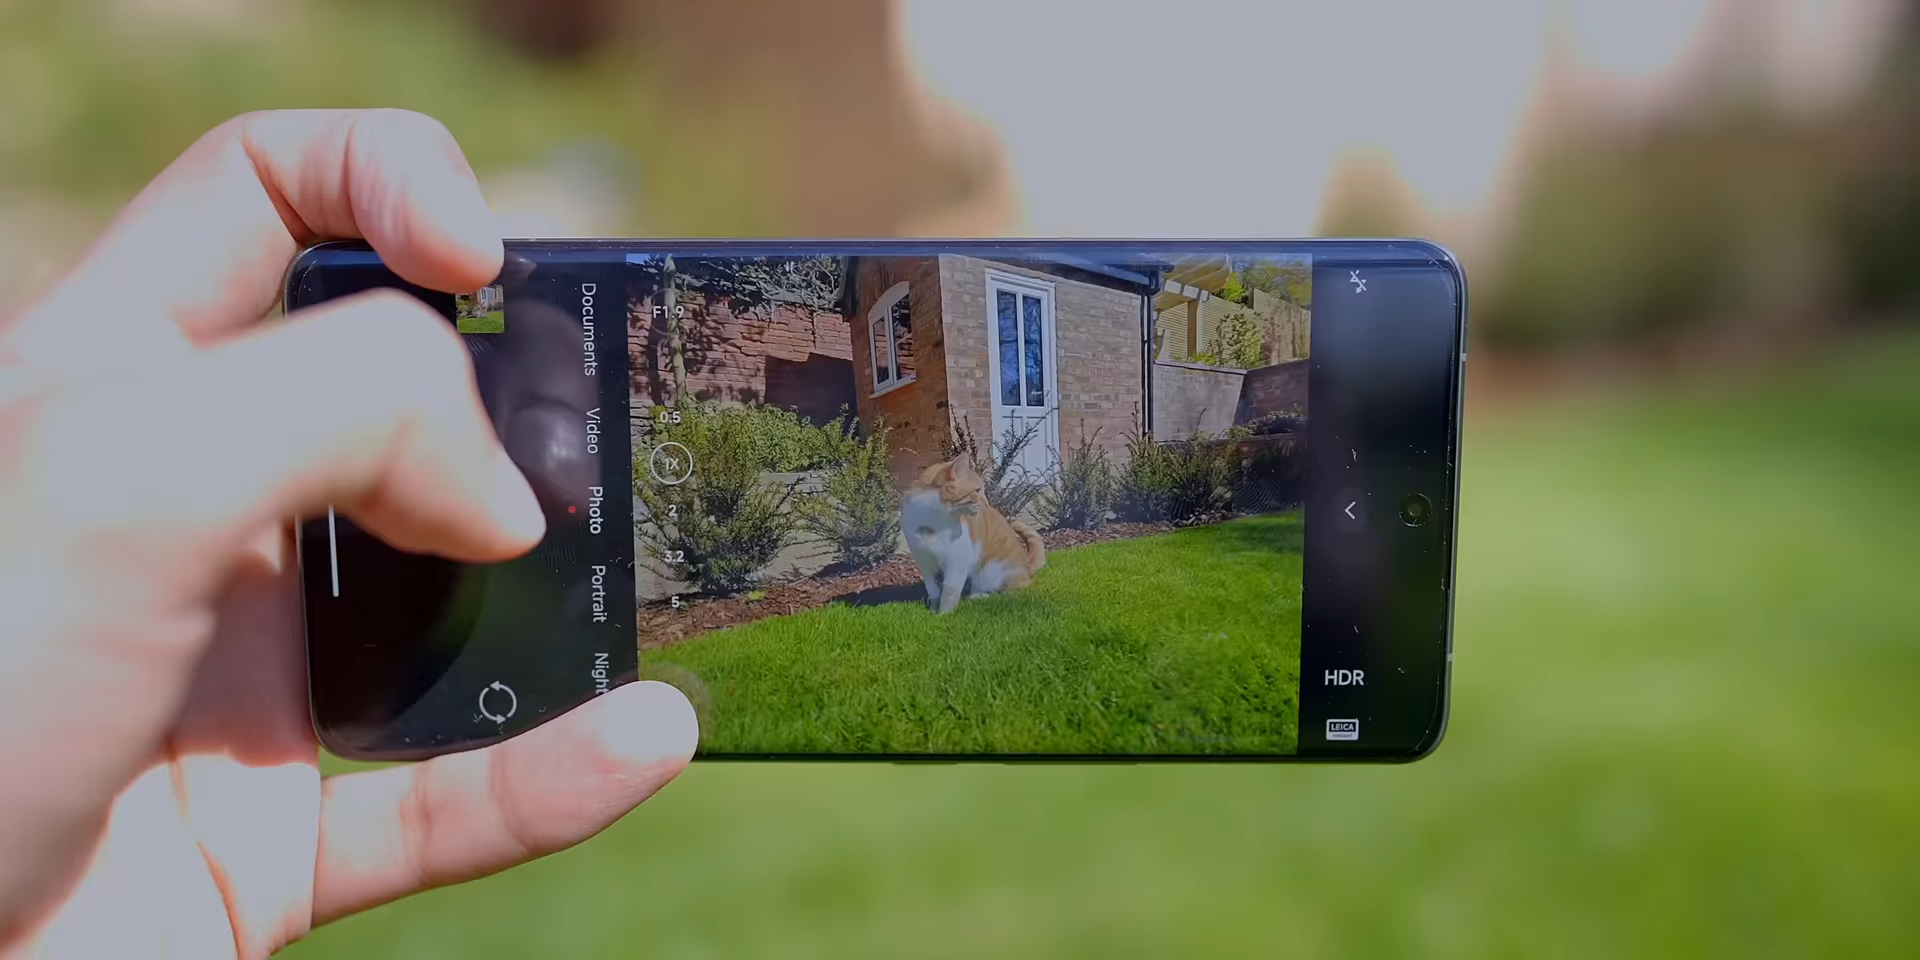 Documents
Video
Photo
Portrait
Night
F1.9
0.5
1X
2
3.2
5
HDR
LEICA